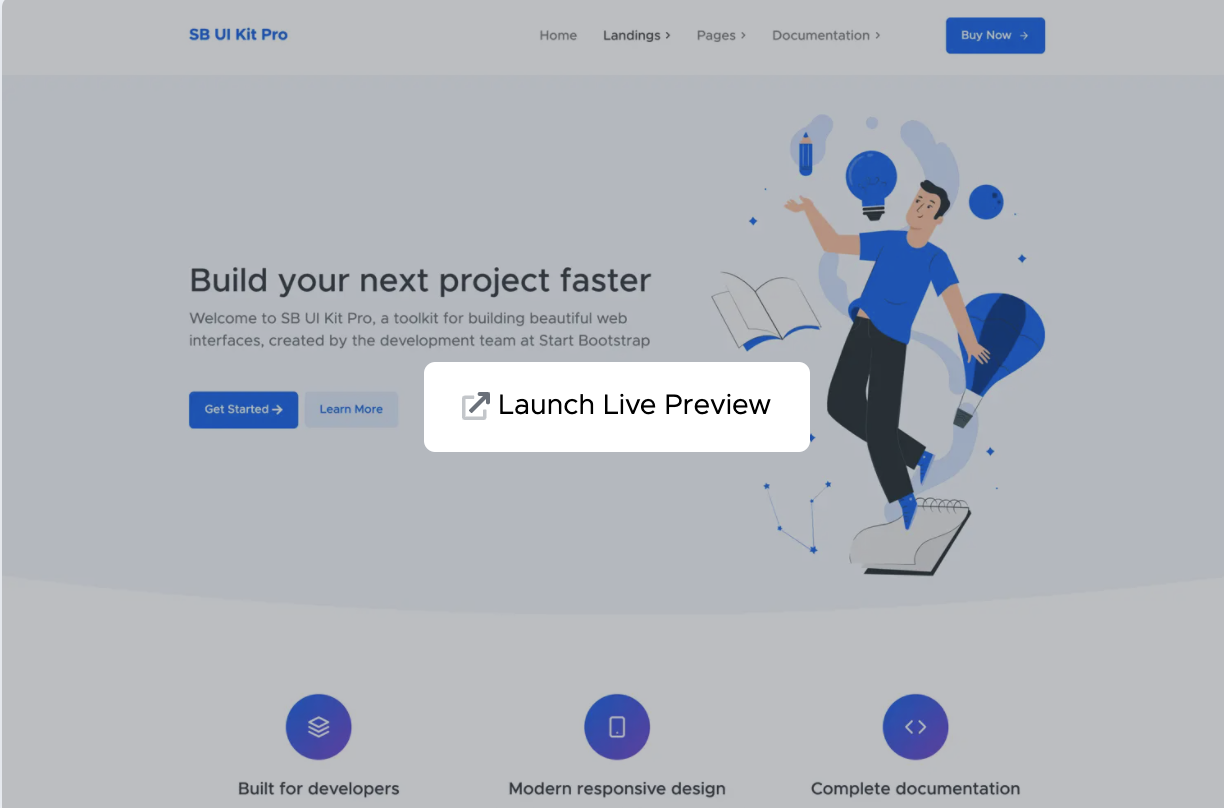 SB UI Kit Pro
Home
Landings
Pages
Documentation
Buy Now
Build your next project faster
Welcome to SB UI Kit Pro, a toolkit for building beautiful web
interfaces, created by the development team at Start Bootstrap
Get Started
Learn More
Launch Live Preview
Built for developers
Modern responsive design
Complete documentation